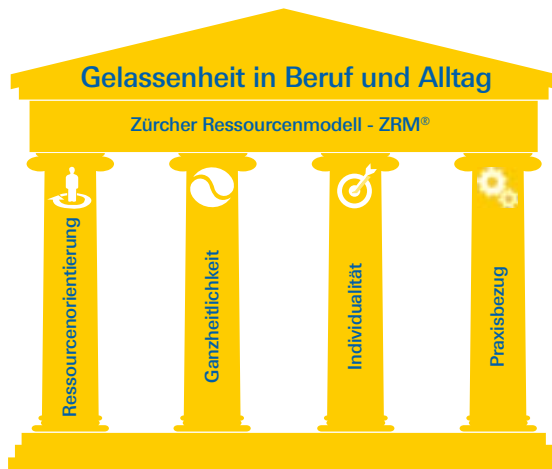 Gelassenheit in Beruf und Alltag
Zürcher Ressourcenmodell - ZRM®
Ressourcenorientierung
Ganzheitlichkeit
Individualität
Praxisbezug